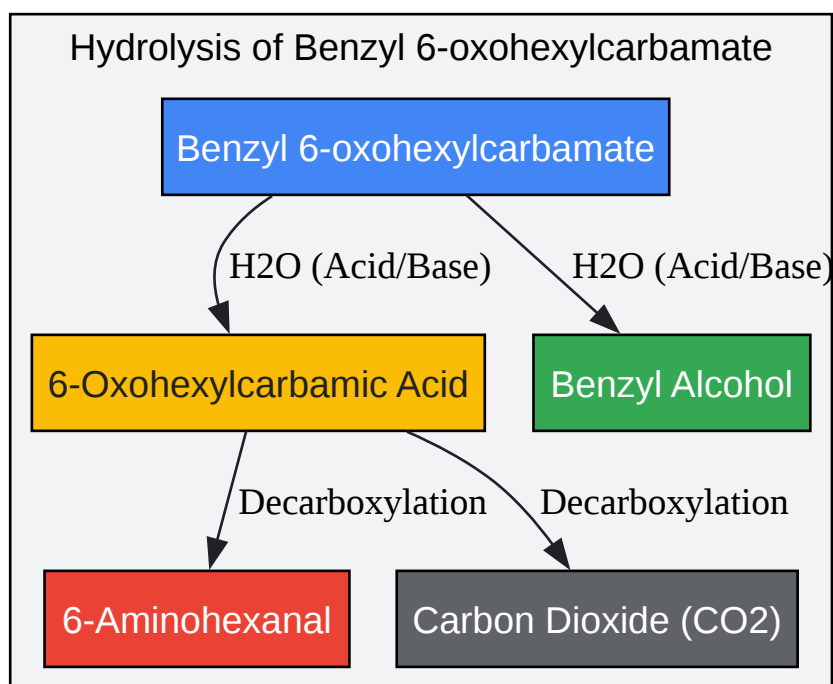 Hydrolysis of Benzyl 6-oxohexylcarbamate
Benzyl 6-oxohexylcarbamate
H2O (Acid/Base)
H2O (Acid/Base)
6-Oxohexylcarbamic Acid
Benzyl Alcohol
Decarboxylation
Decarboxylation
6-Aminohexanal
Carbon Dioxide (CO2)